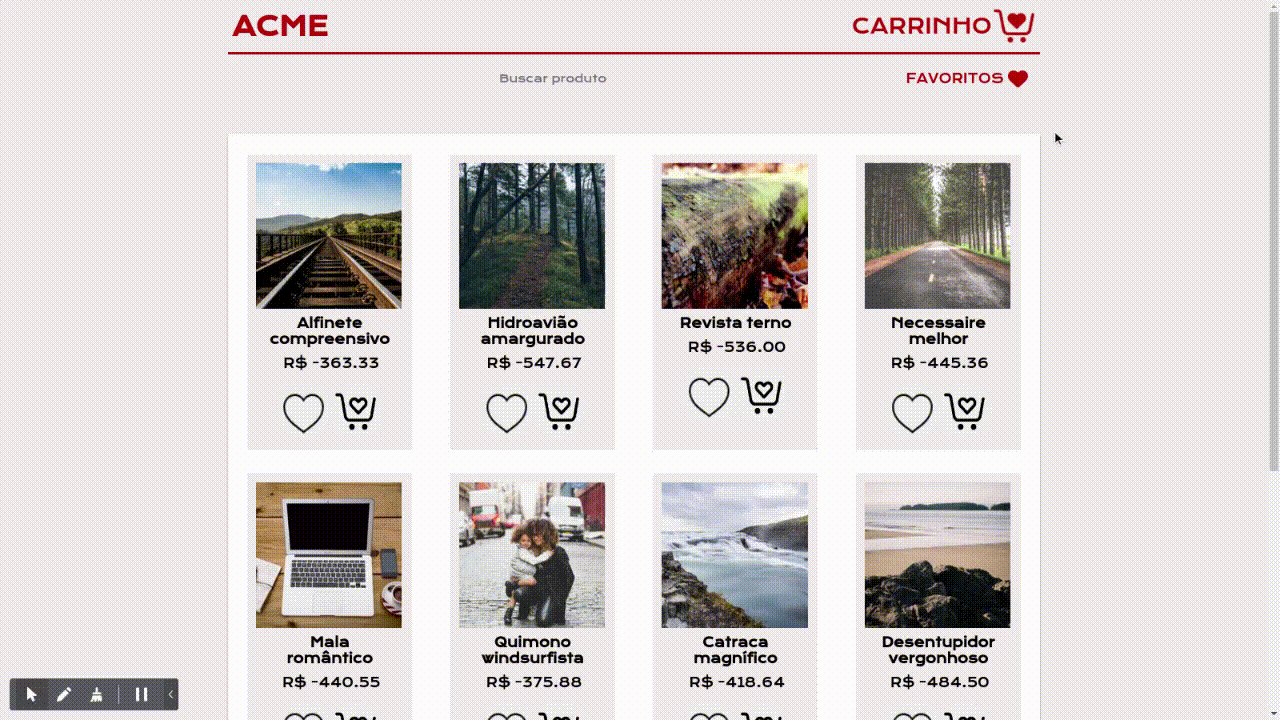 ACME
CARRINHO
Buscar produto
FAVORITOS
Alfinete
compreensivo
R$ -363.33
Hidroavião
amargurado
R$ -547.67
Revista terno
R$ -536.00
Necessaire
melhor
R$ -445.36
Mala
romântico
R$ -440.55
Quimono
windsurfista
R$ -375.88
Catraca
magnífico
R$ -418.64
Desentupidor
vergonhoso
R$ -484.50